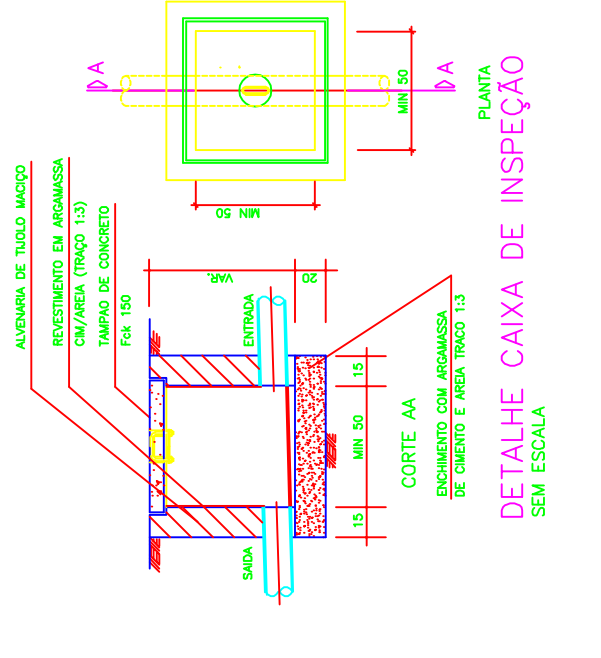 ALVENARIA DE TIJOLO MACIÇO
REVESTIMENTO EM ARGAMASSA
CIM/AREIA (TRAÇO 1:3)
TAMPAO DE CONCRETO
Fck 150
VAR.
20
ENTRADA
SAIDA
15
MIN 50
15
CORTE AA
ENCHIMENTO COM ARGAMASSA
DE CIMENTO E AREIA TRACO 1:3
A
A
MIN 50
MIN 50
PLANTA
DETALHE CAIXA DE INSPEÇÃO
SEM ESCALA